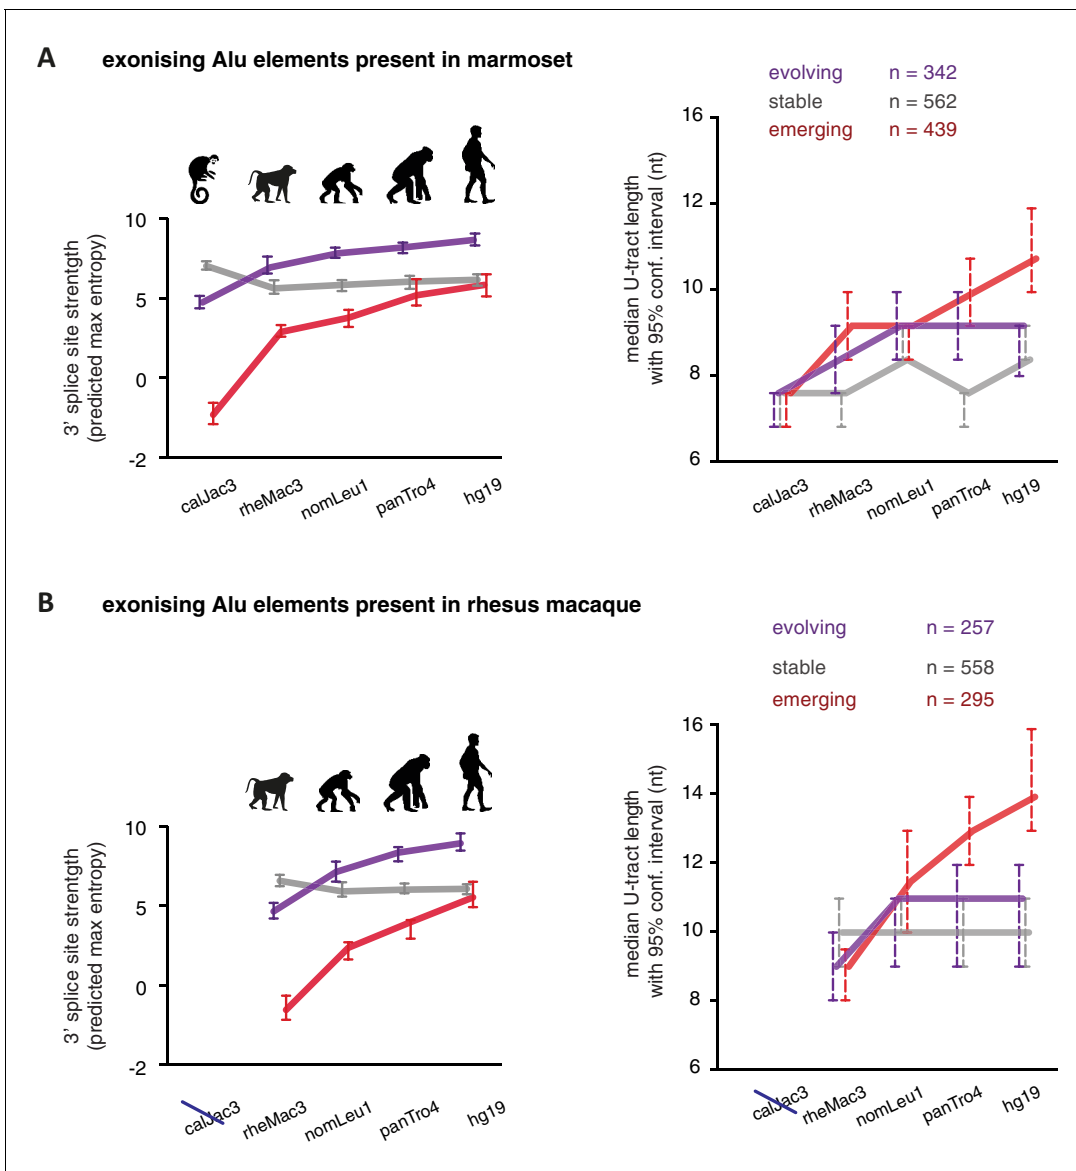 A exonising Alu elements present in marmoset
evolving n = 342
stable n = 562
emerging n = 439
3' splice site strentgth
(predicted max entropy)
10
5
0
-2
calJac3
rheMac3
nomLeu1
panTro4
hg19
median U-tract length
with 95% conf. interval (nt)
16
12
10
8
6
calJac3
rheMac3
nomLeu1
panTro4
hg19
B exonising Alu elements present in rhesus macaque
evolving n = 257
stable n = 558
emerging n = 295
3' splice site strentgth
(predicted max entropy)
10
5
0
-2
calJac3
rheMac3
nomLeu1
panTro4
hg19
median U-tract length
with 95% conf. interval (nt)
16
14
12
10
8
6
calJac3
rheMac3
nomLeu1
panTro4
hg19